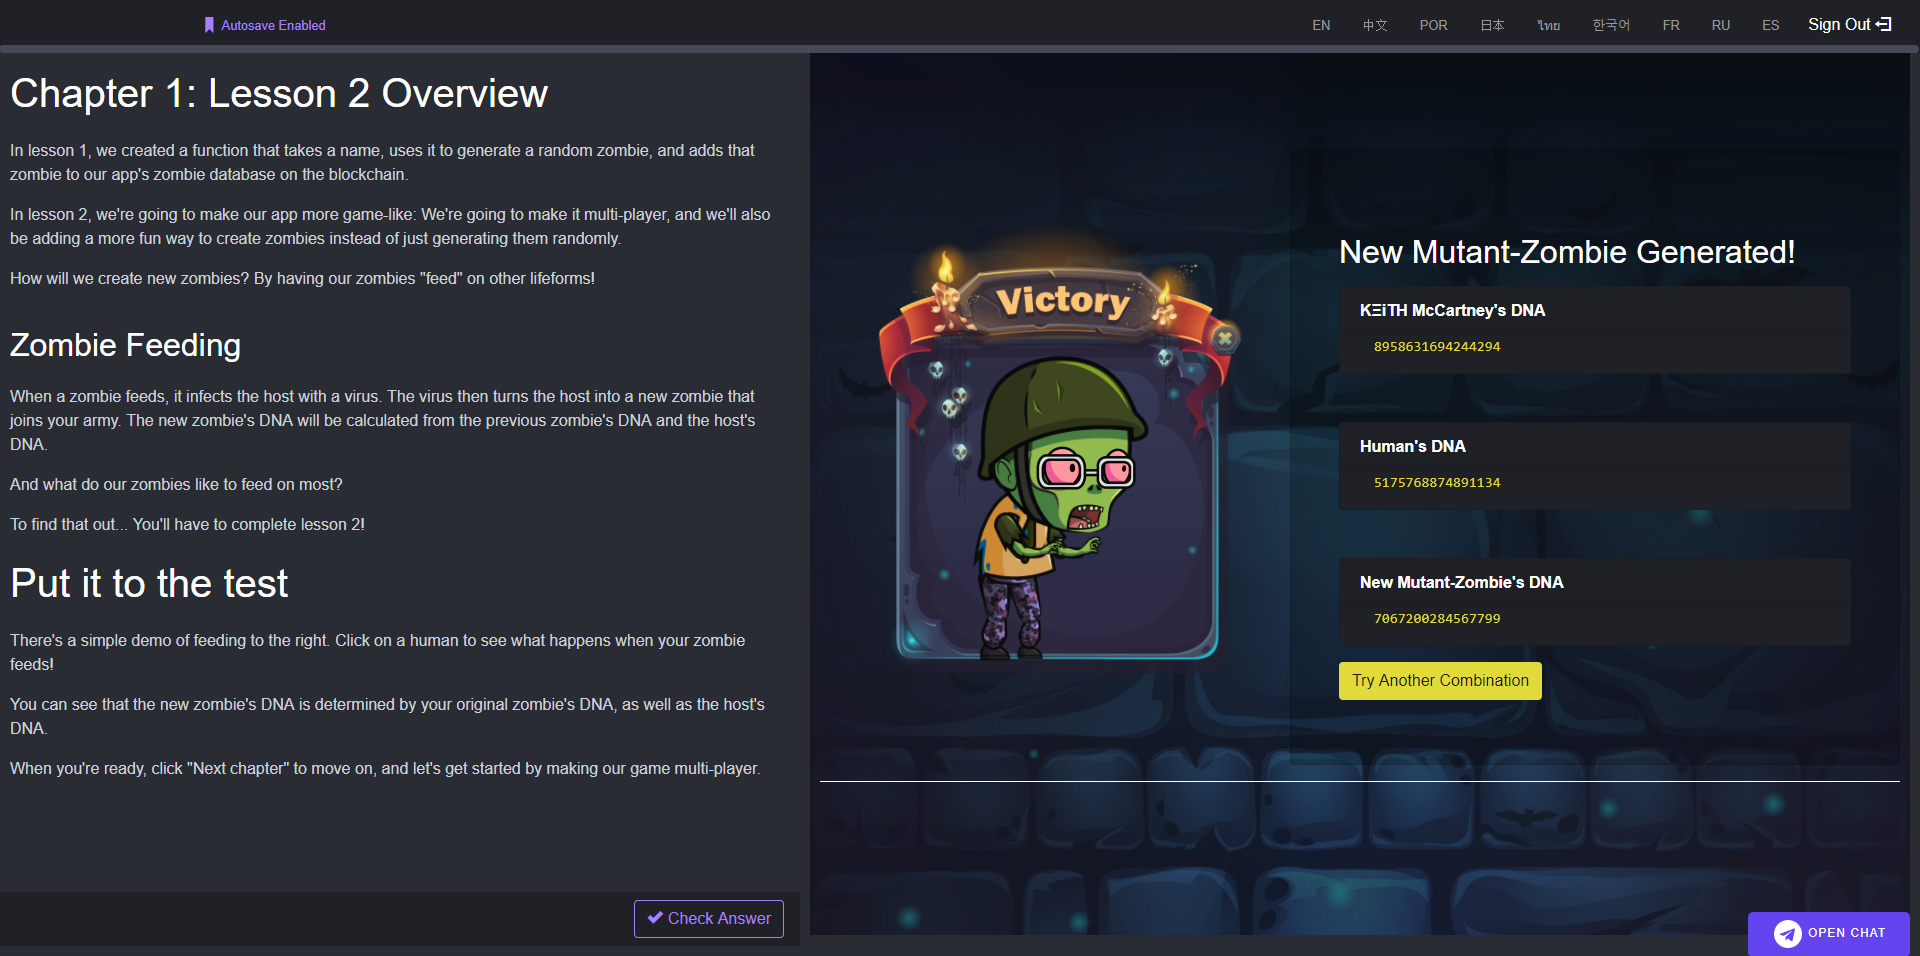 Autosave Enabled
EN 中文 POR 日本 ไทย 한국어 FR RU ES Sign Out
Chapter 1: Lesson 2 Overview
In lesson 1, we created a function that takes a name, uses it to generate a random zombie, and adds that
zombie to our app's zombie database on the blockchain.
In lesson 2, we're going to make our app more game-like: We're going to make it multi-player, and we'll also
be adding a more fun way to create zombies instead of just generating them randomly.
How will we create new zombies? By having our zombies "feed" on other lifeforms!
Zombie Feeding
When a zombie feeds, it infects the host with a virus. The virus then turns the host into a new zombie that
joins your army. The new zombie's DNA will be calculated from the previous zombie's DNA and the host's
DNA.
And what do our zombies like to feed on most?
To find that out... You'll have to complete lesson 2!
Put it to the test
There's a simple demo of feeding to the right. Click on a human to see what happens when your zombie
feeds!
You can see that the new zombie's DNA is determined by your original zombie's DNA, as well as the host's
DNA.
When you're ready, click "Next chapter" to move on, and let's get started by making our game multi-player.
Check Answer
Victory
New Mutant-Zombie Generated!
KΞiTH McCartney's DNA
8958631694244294
Human's DNA
5175768874891134
New Mutant-Zombie's DNA
7067200284567799
Try Another Combination
OPEN CHAT